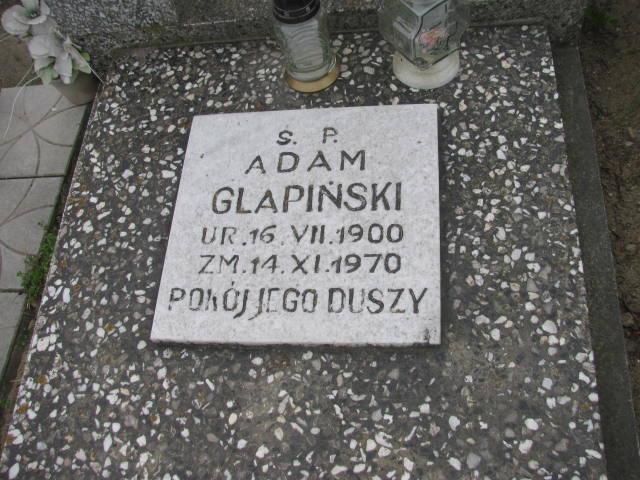 Ś. P.
ADAM
GLAPIŃSKI
UR. 16. VII. 1900
ZM. 14. XI. 1970
POKÓJ JEGO DUSZY